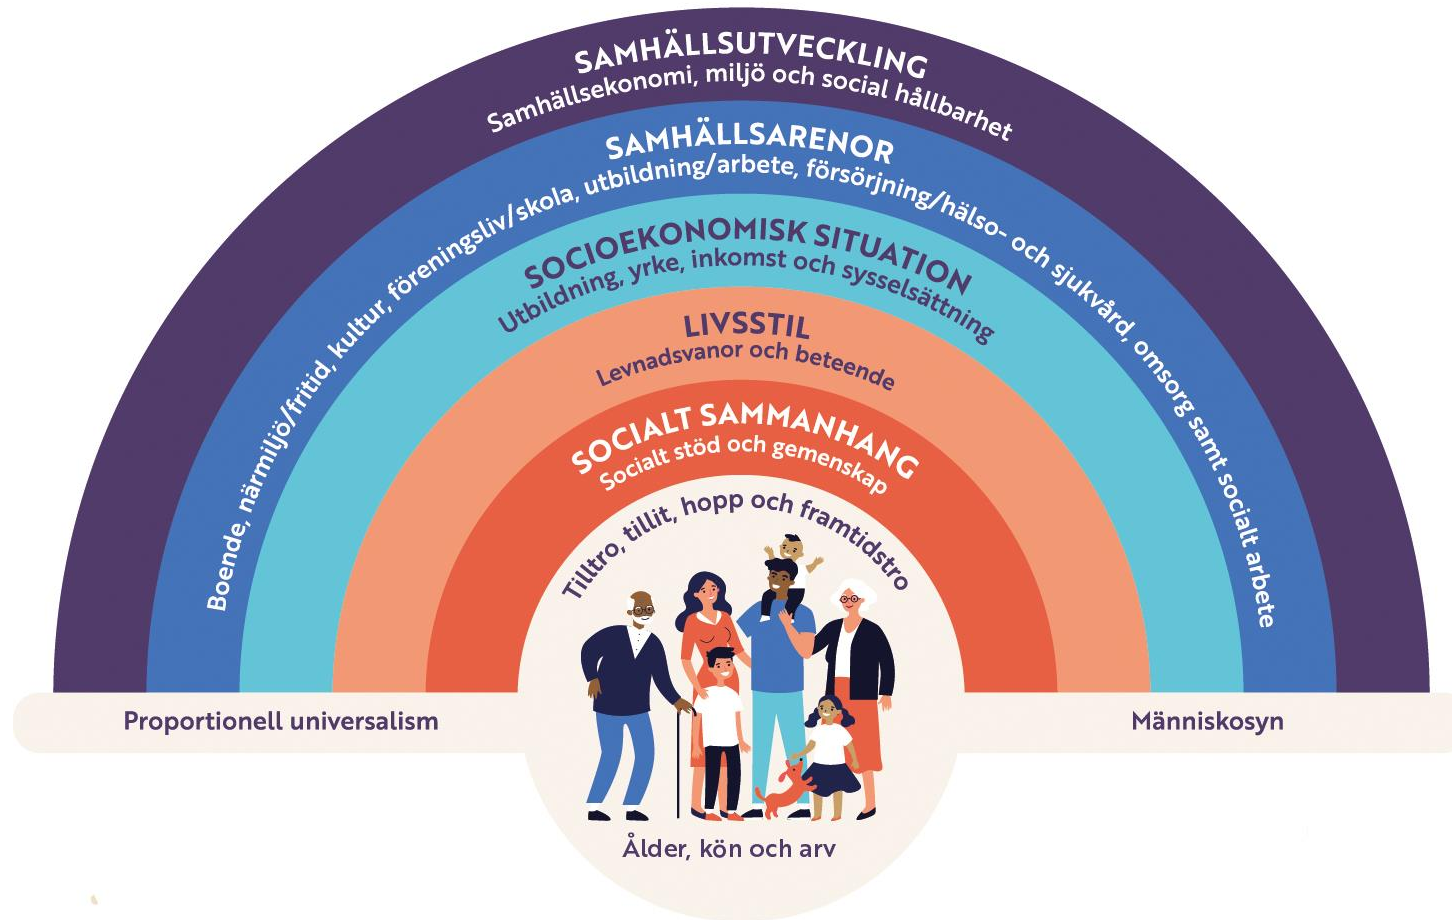 SAMHÄLLSUTVECKLING
Samhällsekonomi, miljö och social hållbarhet
SAMHÄLLSARENOR
Boende, närmiljö/fritid, kultur, föreningsliv/skola, utbildning/arbete, försörjning/hälso- och sjukvård, omsorg samt socialt arbete
SOCIOEKONOMISK SITUATION
Utbildning, yrke, inkomst och sysselsättning
LIVSSTIL
Levnadsvanor och beteende
SOCIALT SAMMANHANG
Socialt stöd och gemenskap
Tilltro, tillit, hopp och framtidstro
Proportionell universalism
Människosyn
Ålder, kön och arv